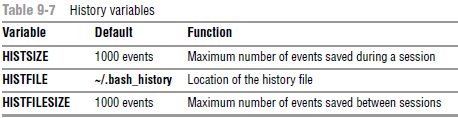 Table 9-7 History variables
Variable Default Function
HISTSIZE 1000 events Maximum number of events saved during a session
HISTFILE ~/.bash_history Location of the history file
HISTFILESIZE 1000 events Maximum number of events saved between sessions